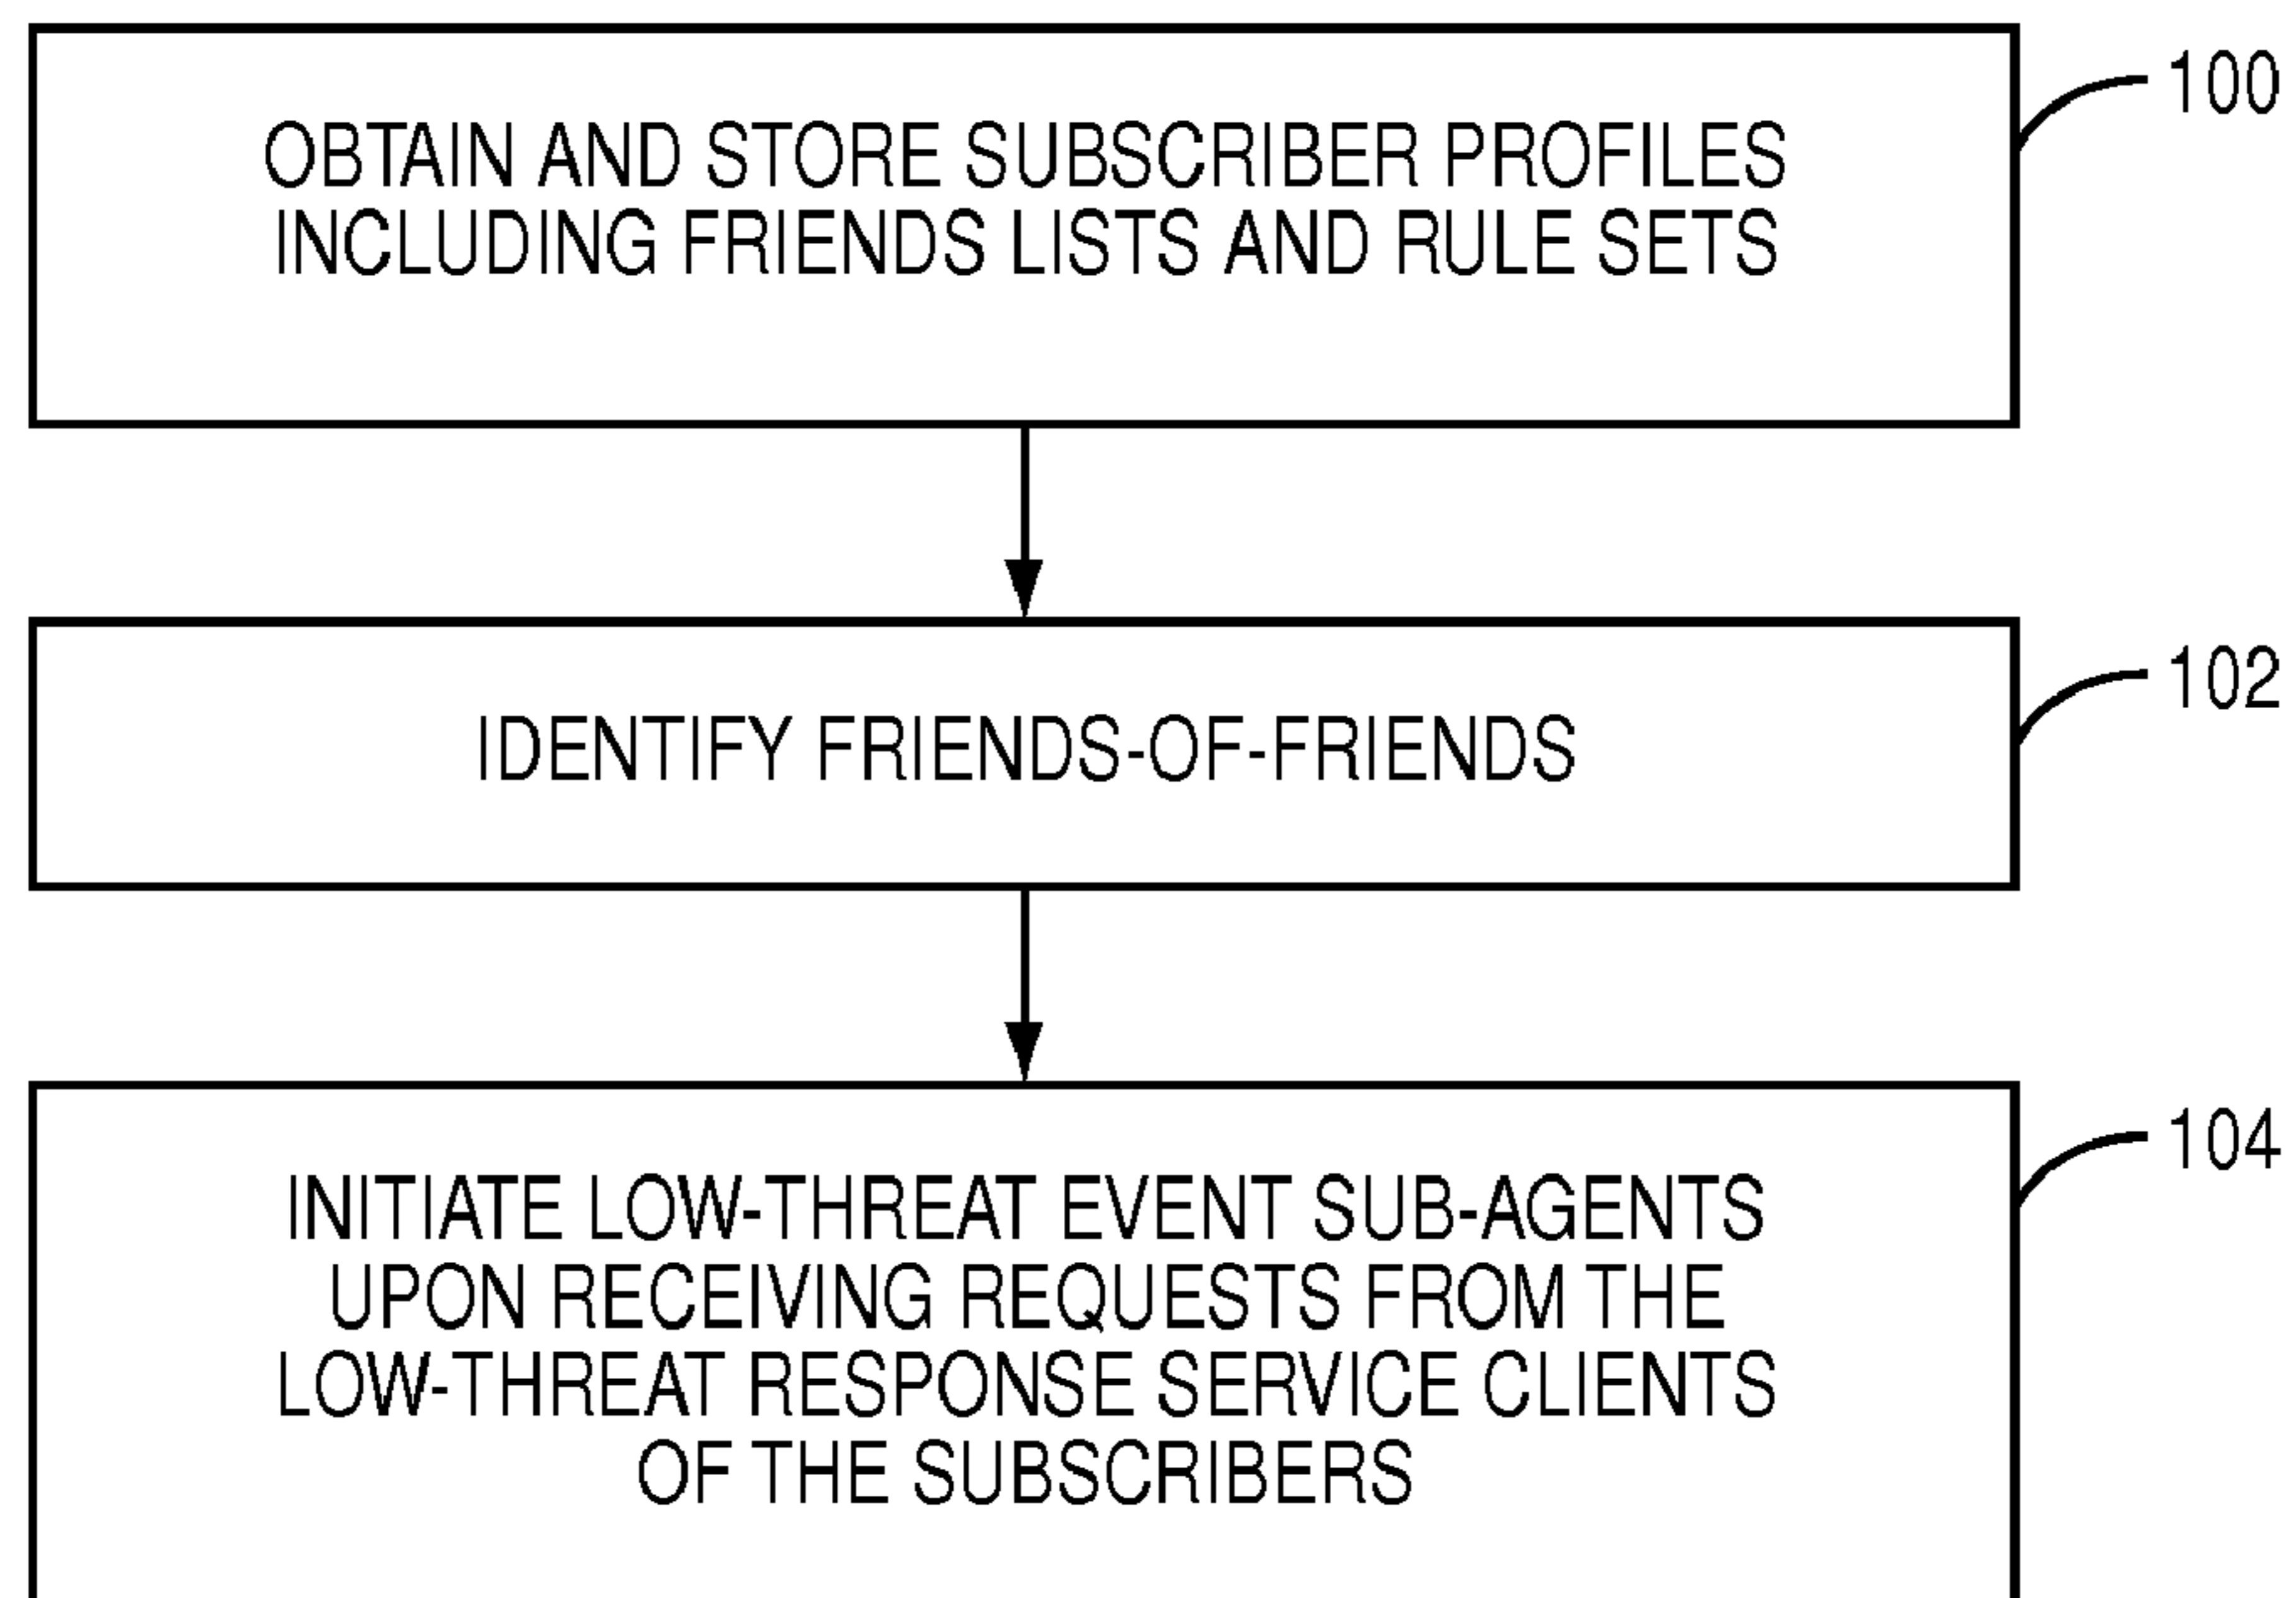 100
OBTAIN AND STORE SUBSCRIBER PROFILES
INCLUDING FRIENDS LISTS AND RULE SETS
102
IDENTIFY FRIENDS-OF-FRIENDS
104
INITIATE LOW-THREAT EVENT SUB-AGENTS
UPON RECEIVING REQUESTS FROM THE
LOW-THREAT RESPONSE SERVICE CLIENTS
OF THE SUBSCRIBERS